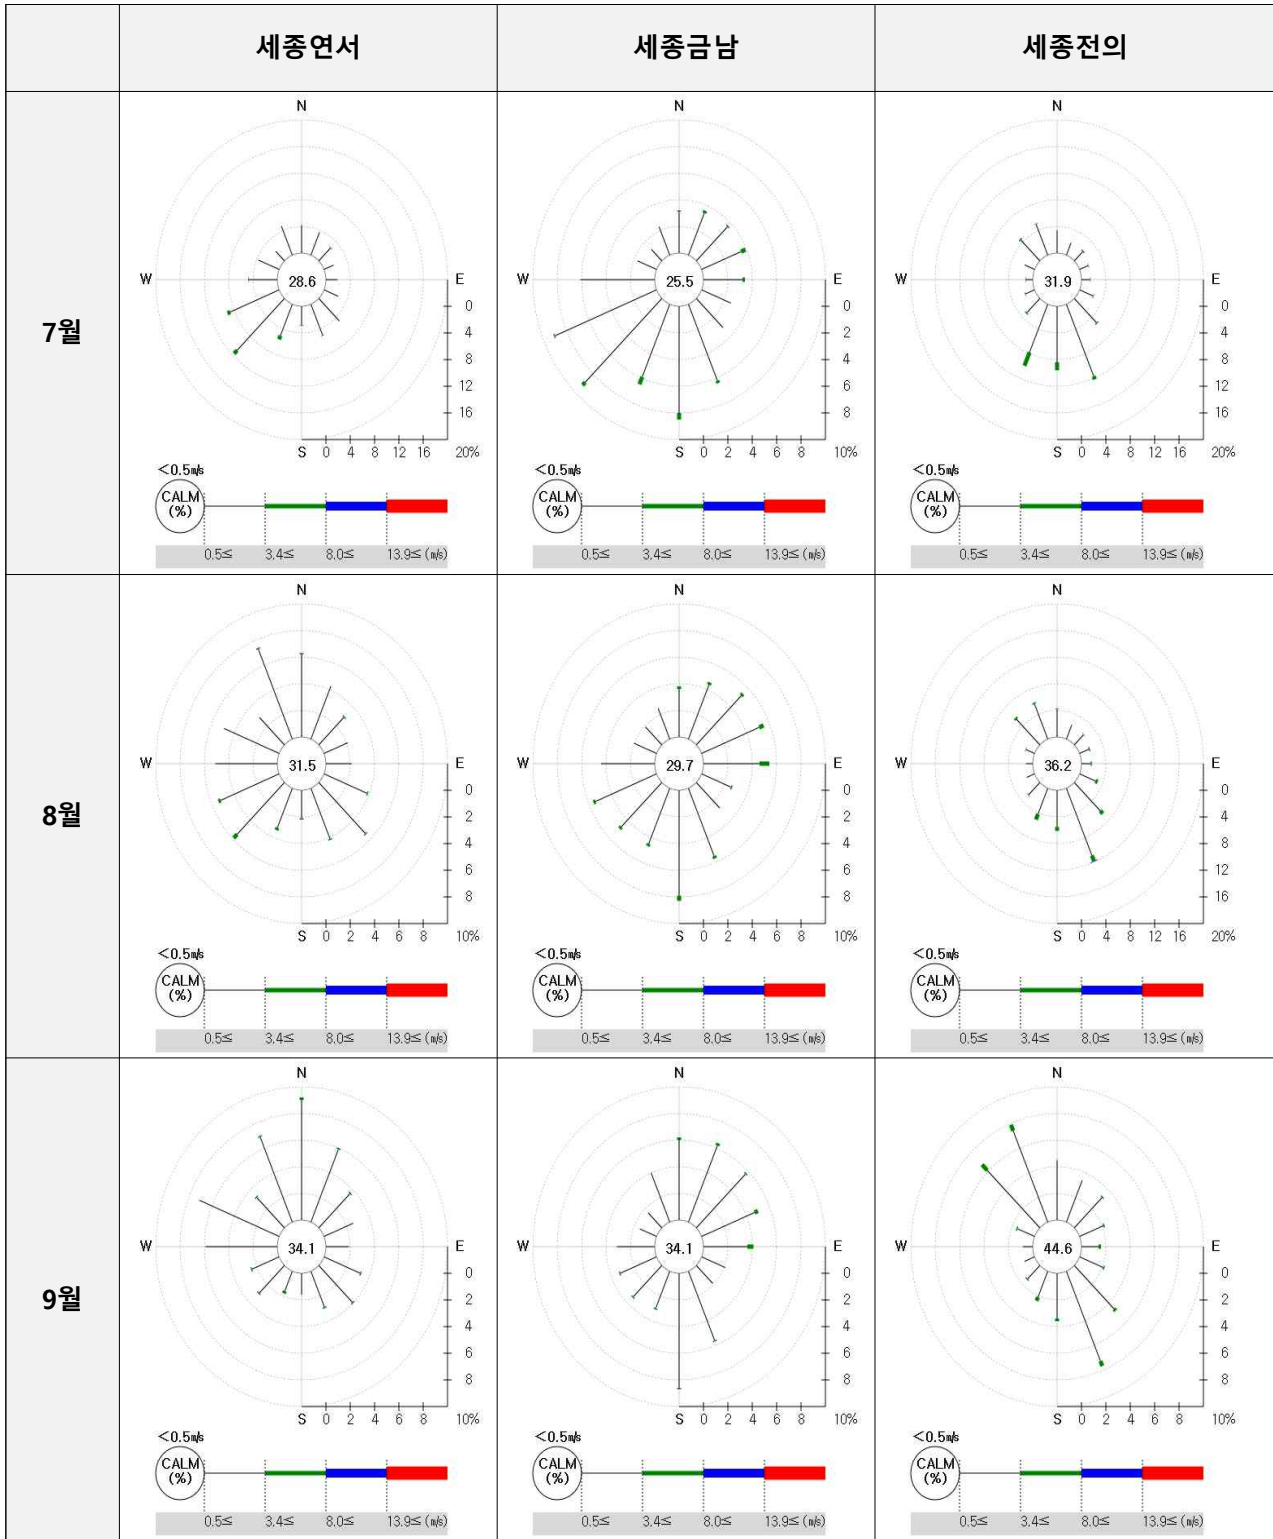 세종연서 세종금남 세종전의
7월
N N N
W 28.6 E W 25.5 E W 31.9 E
0 0 0
4 2 4
8 4 8
12 6 12
16 8 16
S 0 4 8 12 16 20% S 0 2 4 6 8 10% S 0 4 8 12 16 20%
<0.5㎧ <0.5㎧ <0.5㎧
CALM CALM CALM
(%) (%) (%)
0.5≤ 3.4≤ 8.0≤ 13.9≤ (㎧) 0.5≤ 3.4≤ 8.0≤ 13.9≤ (㎧) 0.5≤ 3.4≤ 8.0≤ 13.9≤ (㎧)
8월
N N N
W 31.5 E W 29.7 E W 36.2 E
0 0 0
2 2 4
4 4 8
6 6 12
8 8 16
S 0 2 4 6 8 10% S 0 2 4 6 8 10% S 0 4 8 12 16 20%
<0.5㎧ <0.5㎧ <0.5㎧
CALM CALM CALM
(%) (%) (%)
0.5≤ 3.4≤ 8.0≤ 13.9≤ (㎧) 0.5≤ 3.4≤ 8.0≤ 13.9≤ (㎧) 0.5≤ 3.4≤ 8.0≤ 13.9≤ (㎧)
9월
N N N
W 34.1 E W 34.1 E W 44.6 E
0 0 0
2 2 2
4 4 4
6 6 6
8 8 8
S 0 2 4 6 8 10% S 0 2 4 6 8 10% S 0 2 4 6 8 10%
<0.5㎧ <0.5㎧ <0.5㎧
CALM CALM CALM
(%) (%) (%)
0.5≤ 3.4≤ 8.0≤ 13.9≤ (㎧) 0.5≤ 3.4≤ 8.0≤ 13.9≤ (㎧) 0.5≤ 3.4≤ 8.0≤ 13.9≤ (㎧)